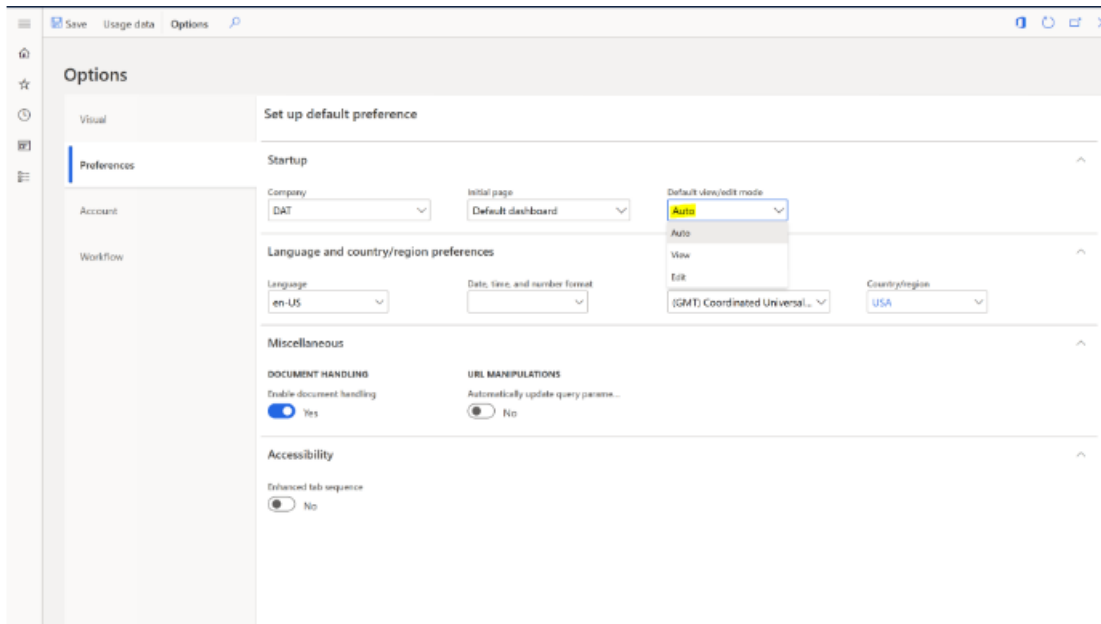 Save Usage data Options
Options
Visual
Preferences
Account
Workflow
Set up default preference
Startup
Company
DAT
Initial page
Default dashboard
Default view/edit mode
Auto
Auto
View
Edit
Language and country/region preferences
Language
en-US
Date, time, and number format
(GMT) Coordinated Universal...
Country/region
USA
Miscellaneous
DOCUMENT HANDLING
Enable document handling
Yes
URL MANIPULATIONS
Automatically update query parame...
No
Accessibility
Enhanced tab sequence
No